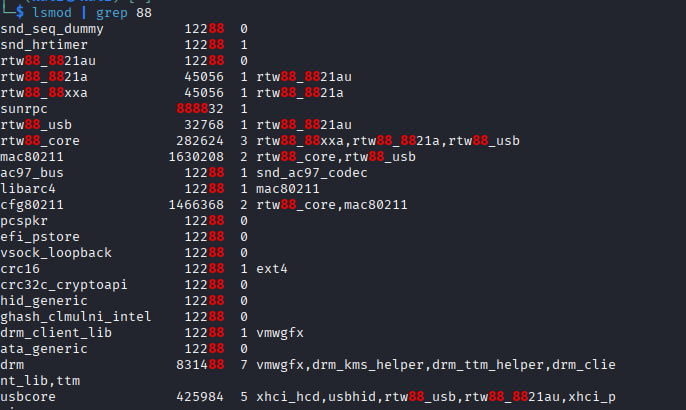 └─$ lsmod | grep 88
snd_seq_dummy          12288  0
snd_hrtimer            12288  1
rtw88_8821au           12288  0
rtw88_8821a            45056  1 rtw88_8821au
rtw88_88xxa            45056  1 rtw88_8821a
sunrpc                888832  1
rtw88_usb              32768  1 rtw88_8821au
rtw88_core            282624  3 rtw88_88xxa,rtw88_8821a,rtw88_usb
mac80211             1630208  2 rtw88_core,rtw88_usb
ac97_bus               12288  1 snd_ac97_codec
libarc4                12288  1 mac80211
cfg80211             1466368  2 rtw88_core,mac80211
pcspkr                 12288  0
efi_pstore             12288  0
vsock_loopback         12288  0
crc16                  12288  1 ext4
crc32c_cryptoapi       12288  0
hid_generic            12288  0
ghash_clmulni_intel    12288  0
drm_client_lib         12288  1 vmwgfx
ata_generic            12288  0
drm                   831488  7 vmwgfx,drm_kms_helper,drm_ttm_helper,drm_clie
nt_lib,ttm
usbcore               425984  5 xhci_hcd,usbhid,rtw88_usb,rtw88_8821au,xhci_p